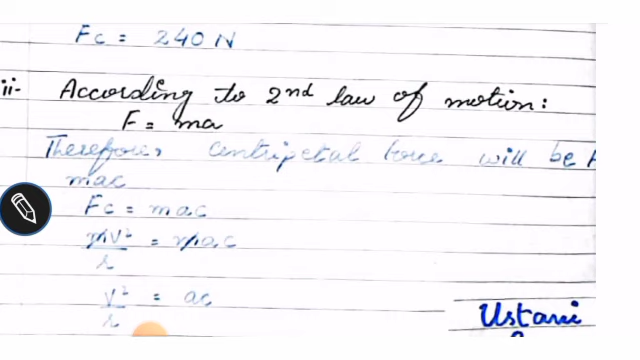 Fc = 240 N
ii- According to 2nd law of motion:
F = ma
Therefore, centripetal force will be
mac
Fc = mac
mv²/r = mac
v²/r = ac
Ustani